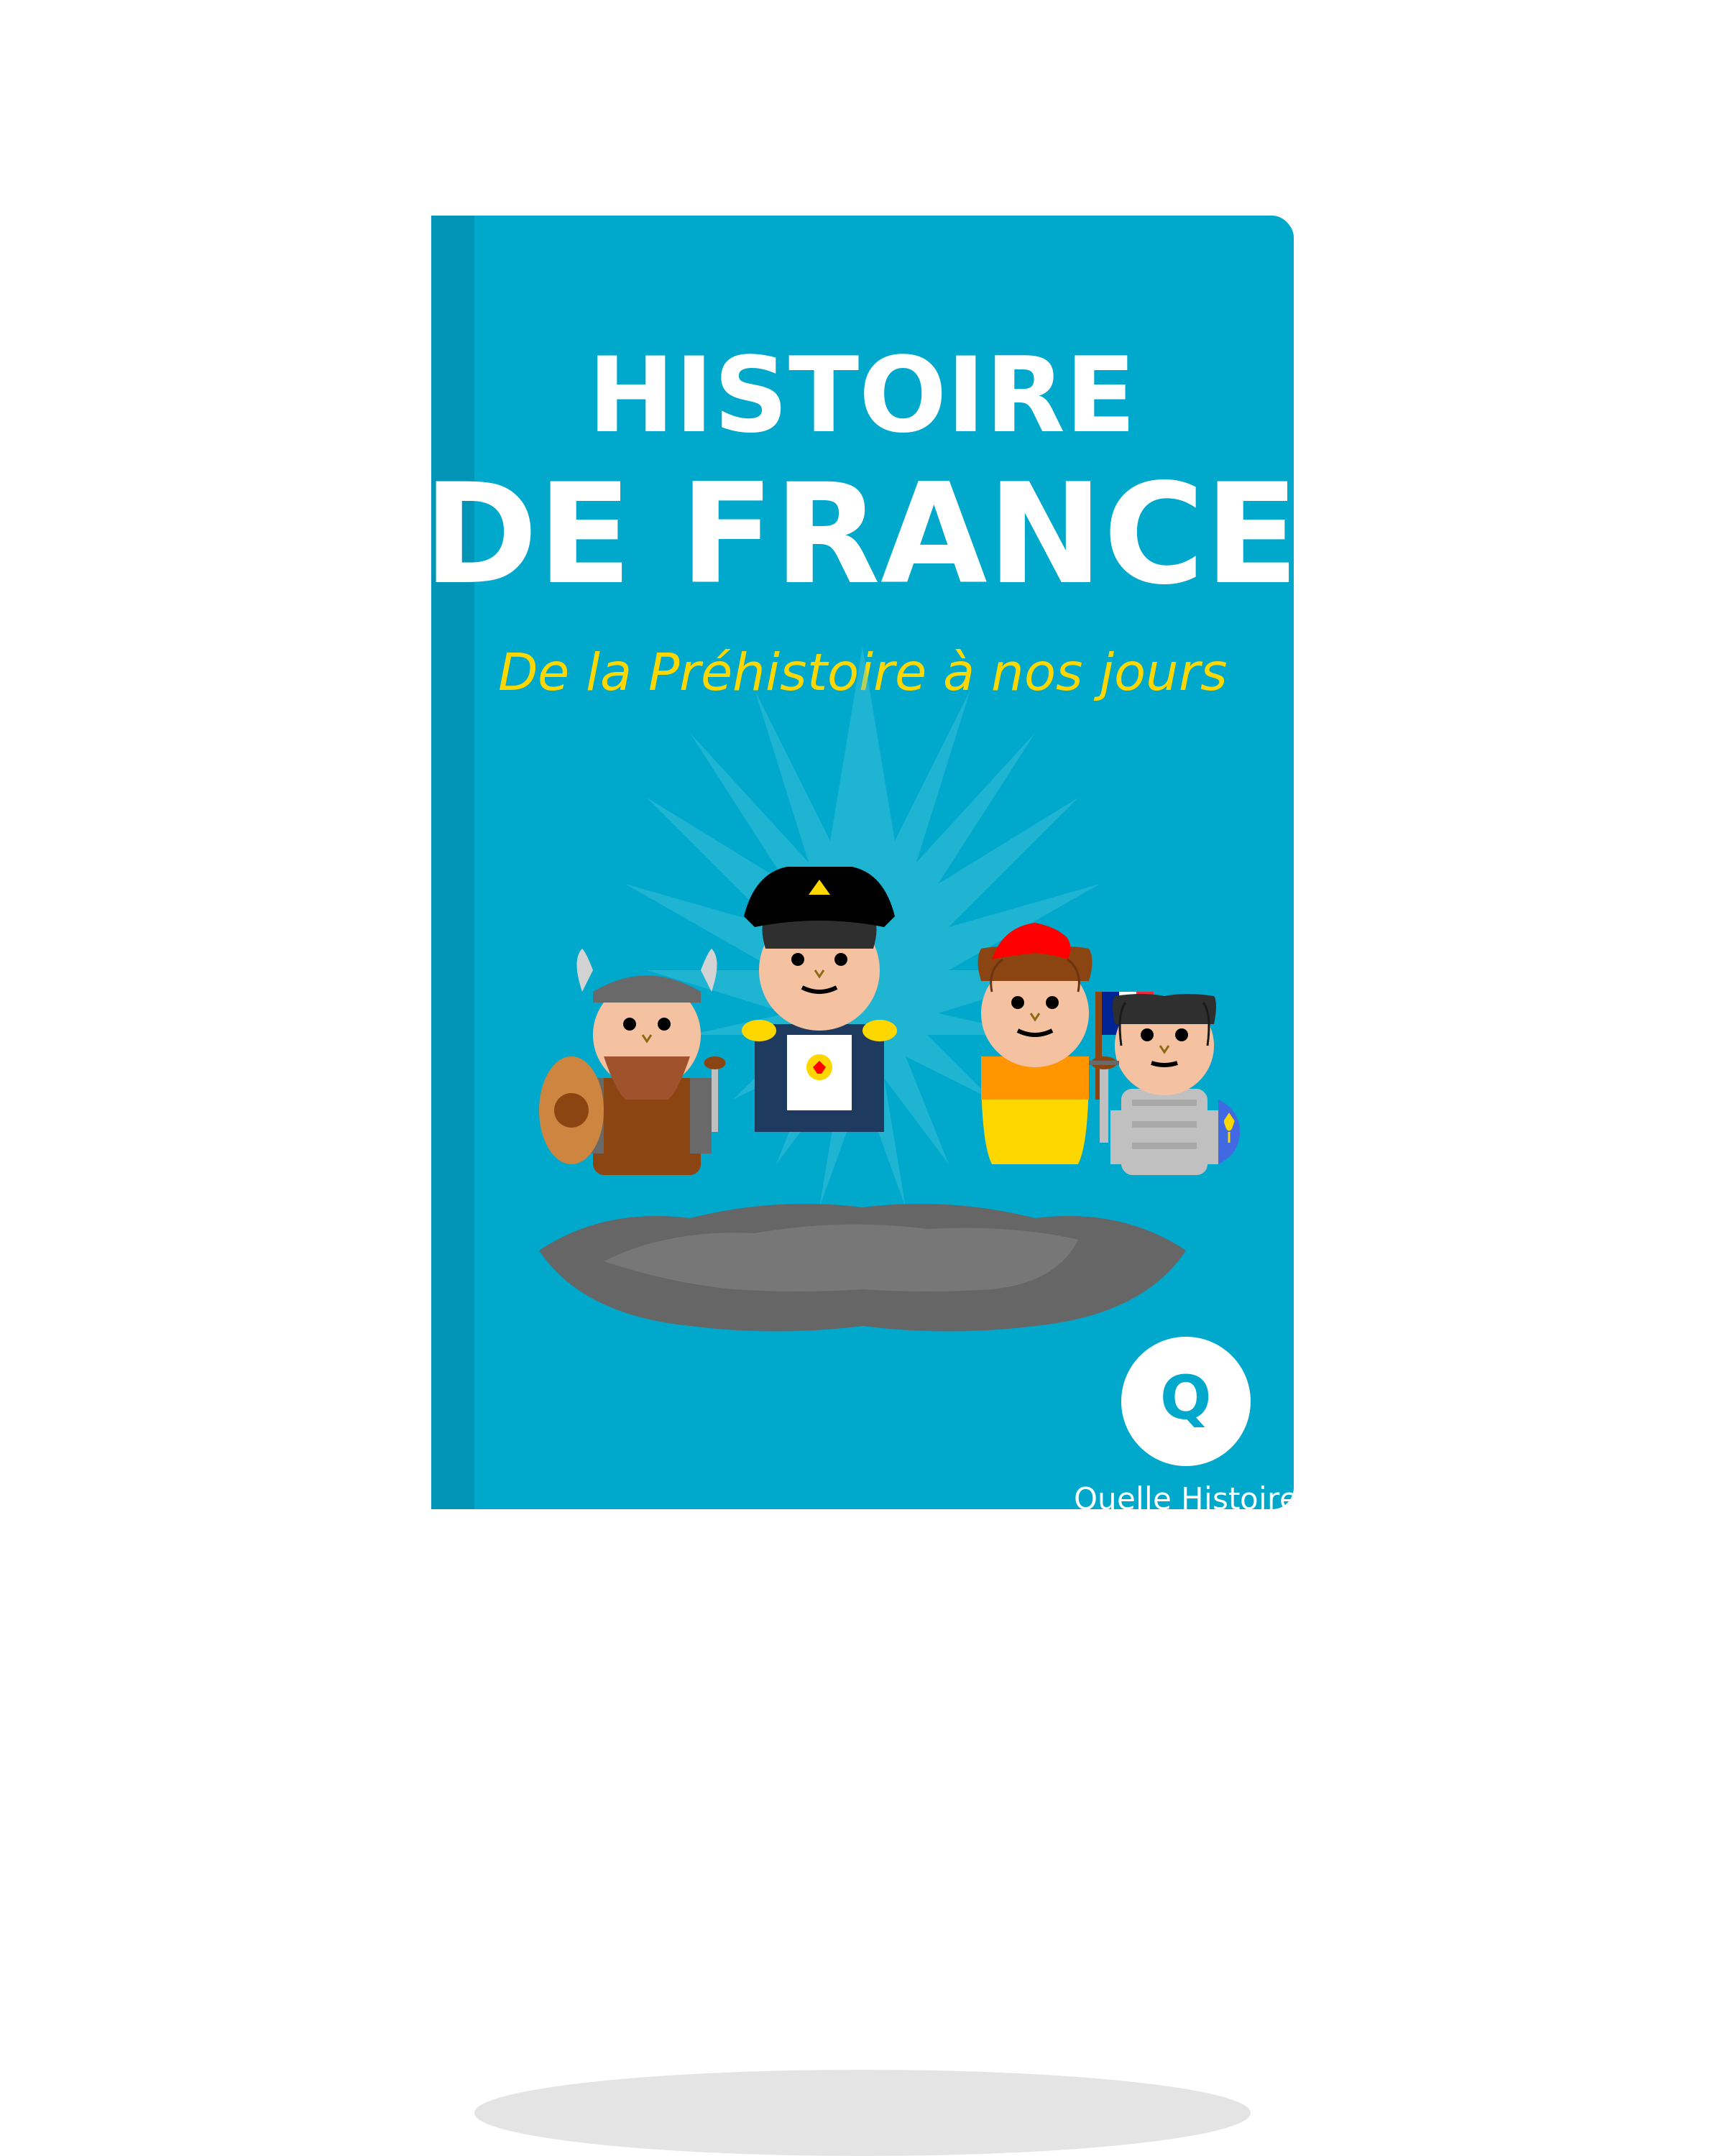 HISTOIRE
DE FRANCE
De la Préhistoire à nos jours
Q
Quelle Histoire